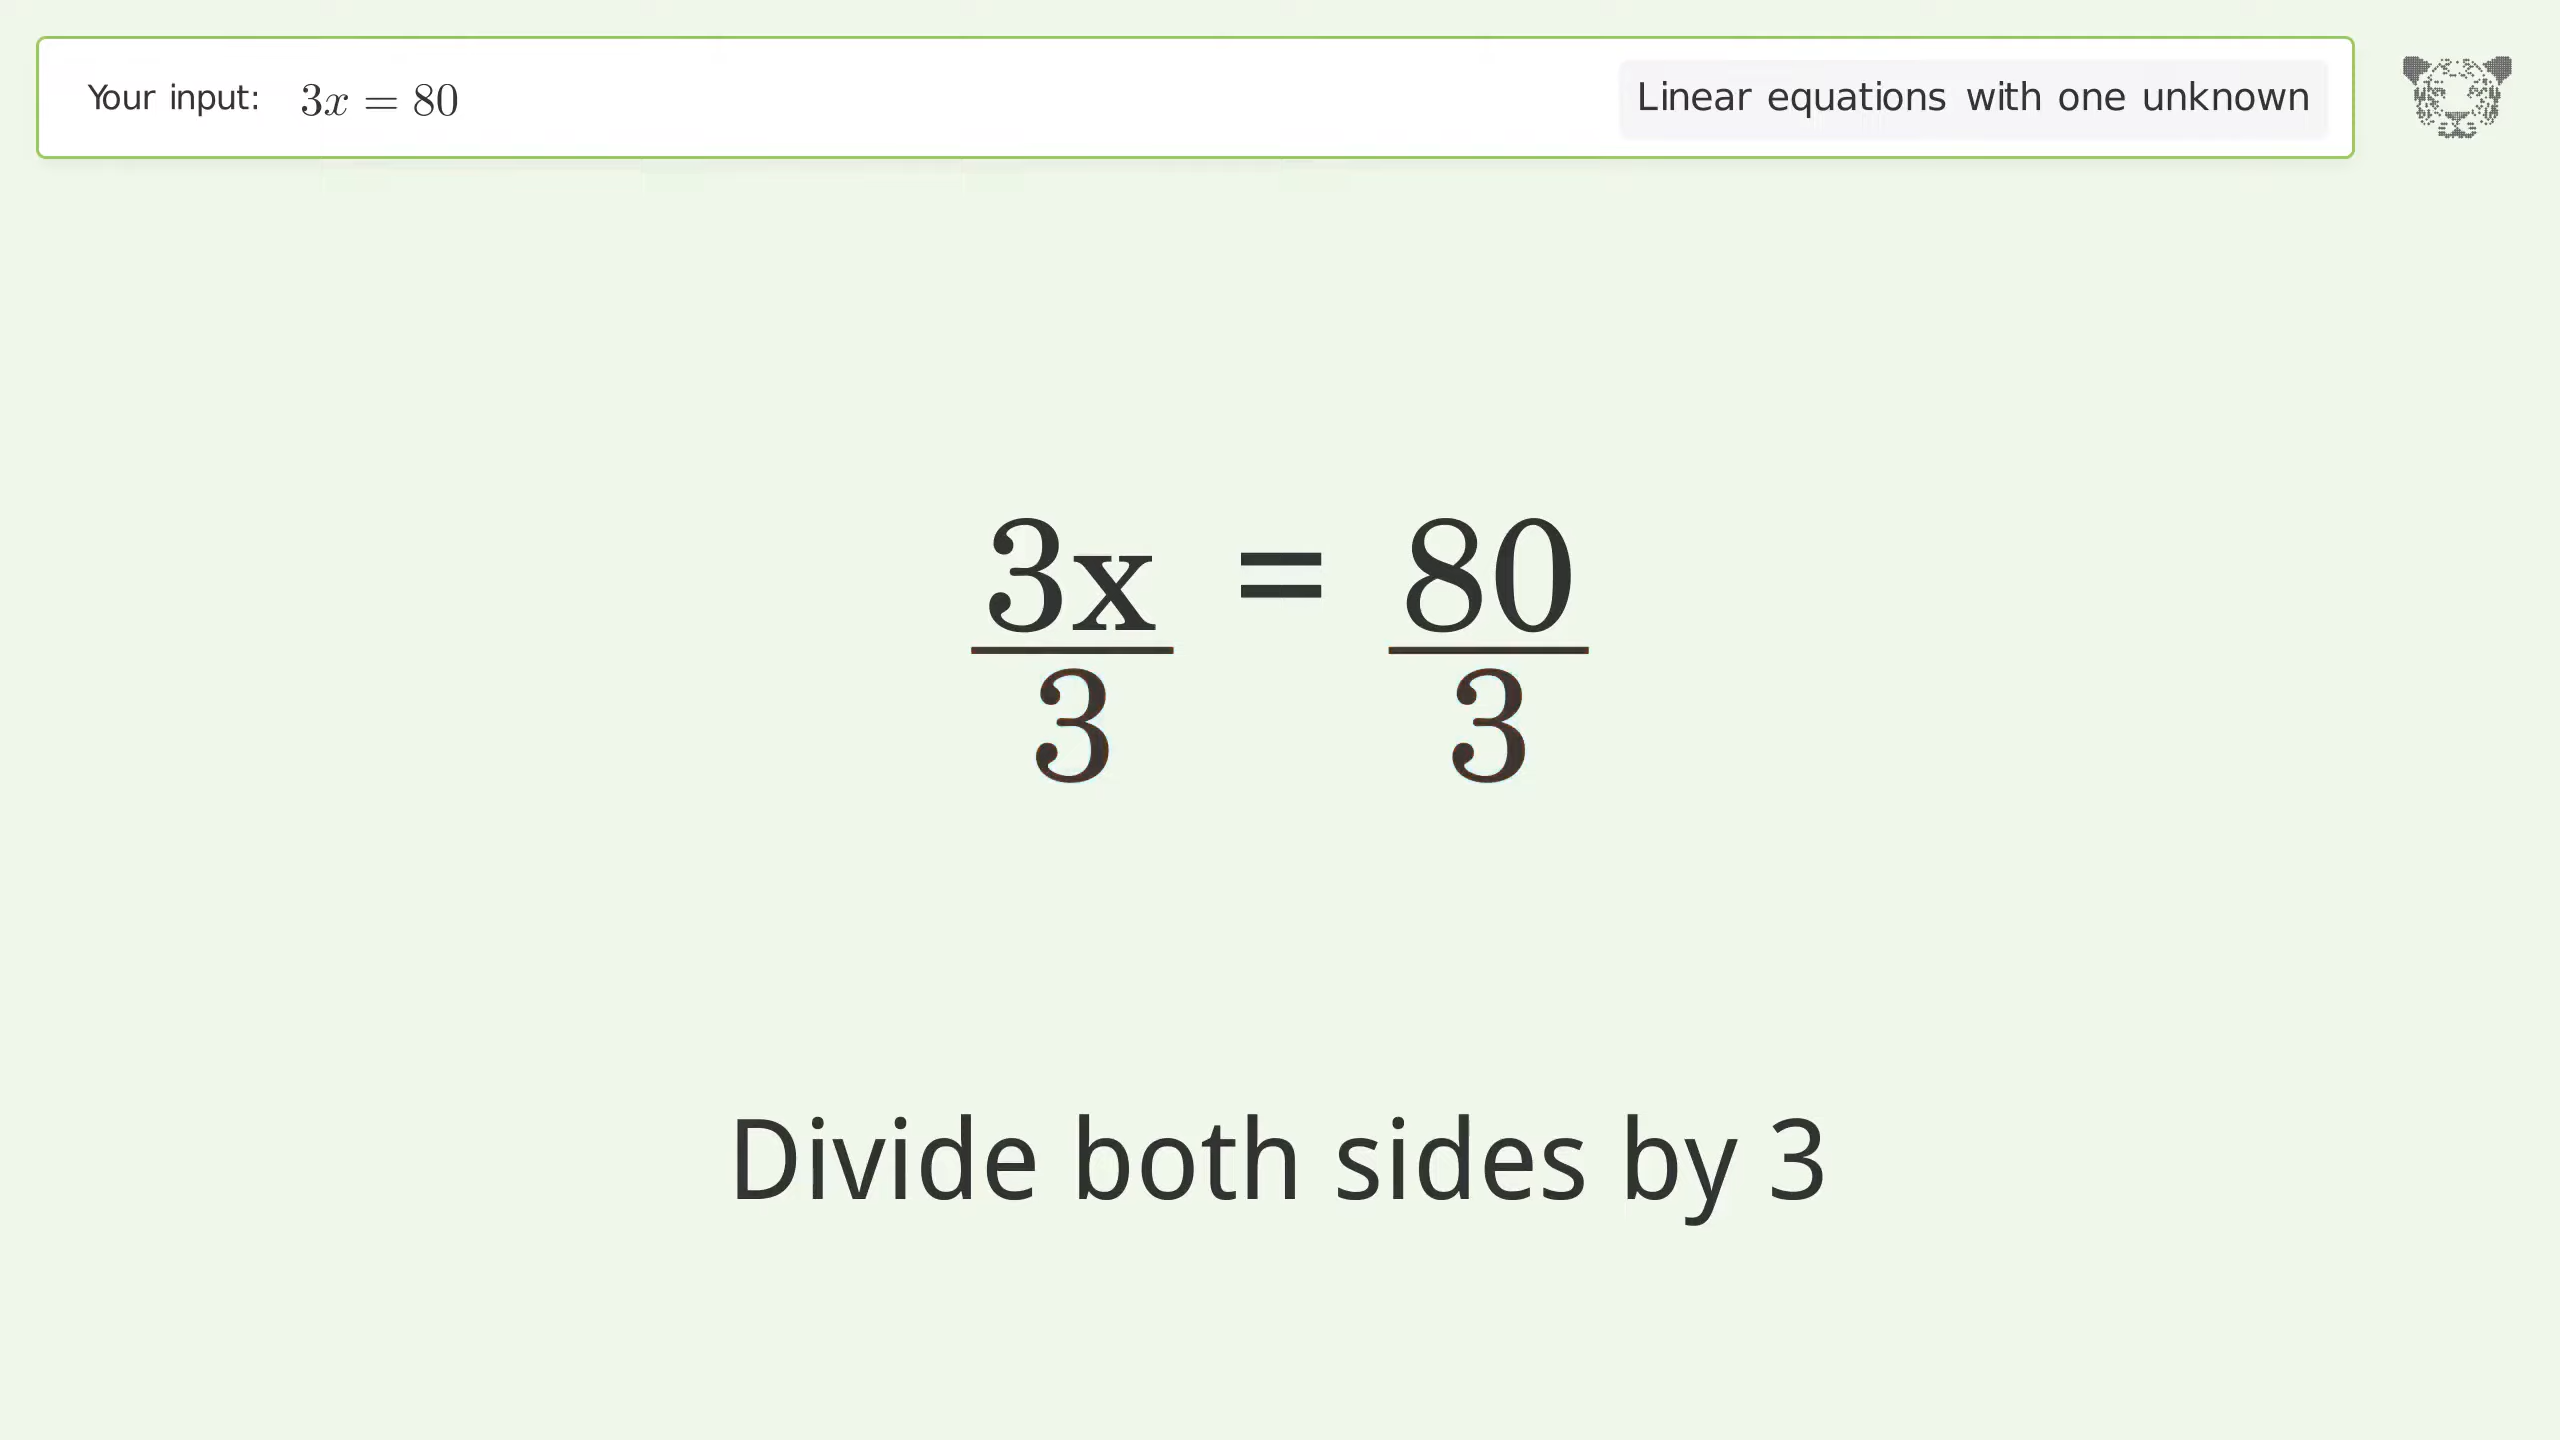 Your input: 3x = 80
Linear equations with one unknown
3x/3 = 80/3
Divide both sides by 3